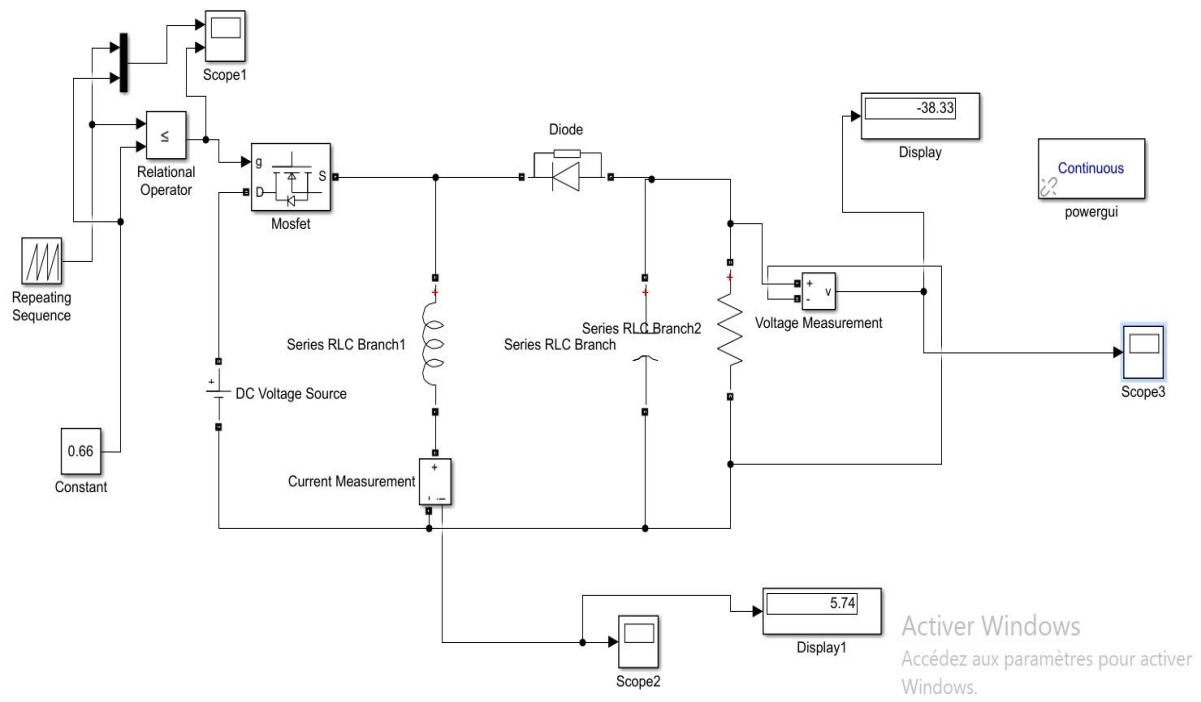 Scope1
≤
Relational
Operator
g
D
S
Mosfet
Diode
-38.33
Display
Continuous
powergui
Repeating
Sequence
+
Series RLC Branch1
+
Series RLC Branch2
Series RLC Branch
+
+
-
v
Voltage Measurement
Scope3
+
DC Voltage Source
0.66
Constant
Current Measurement
+
- i
5.74
Display1
Scope2
Activer Windows
Accédez aux paramètres pour activer
Windows.